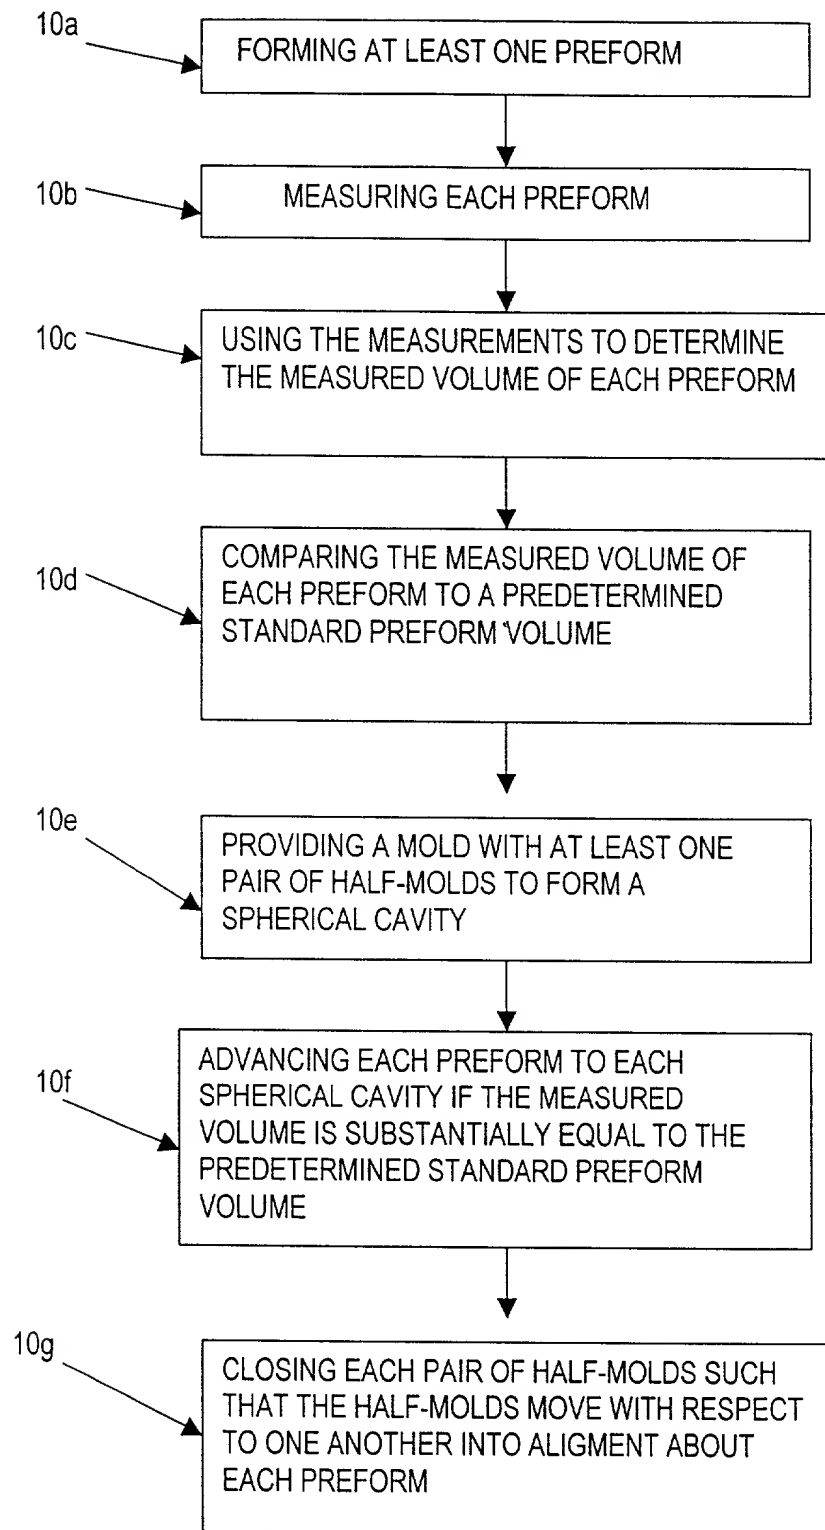 10a
FORMING AT LEAST ONE PREFORM
10b
MEASURING EACH PREFORM
10c
USING THE MEASUREMENTS TO DETERMINE
THE MEASURED VOLUME OF EACH PREFORM
10d
COMPARING THE MEASURED VOLUME OF
EACH PREFORM TO A PREDETERMINED
STANDARD PREFORM VOLUME
10e
PROVIDING A MOLD WITH AT LEAST ONE
PAIR OF HALF-MOLDS TO FORM A
SPHERICAL CAVITY
10f
ADVANCING EACH PREFORM TO EACH
SPHERICAL CAVITY IF THE MEASURED
VOLUME IS SUBSTANTIALLY EQUAL TO THE
PREDETERMINED STANDARD PREFORM
VOLUME
10g
CLOSING EACH PAIR OF HALF-MOLDS SUCH
THAT THE HALF-MOLDS MOVE WITH RESPECT
TO ONE ANOTHER INTO ALIGMENT ABOUT
EACH PREFORM